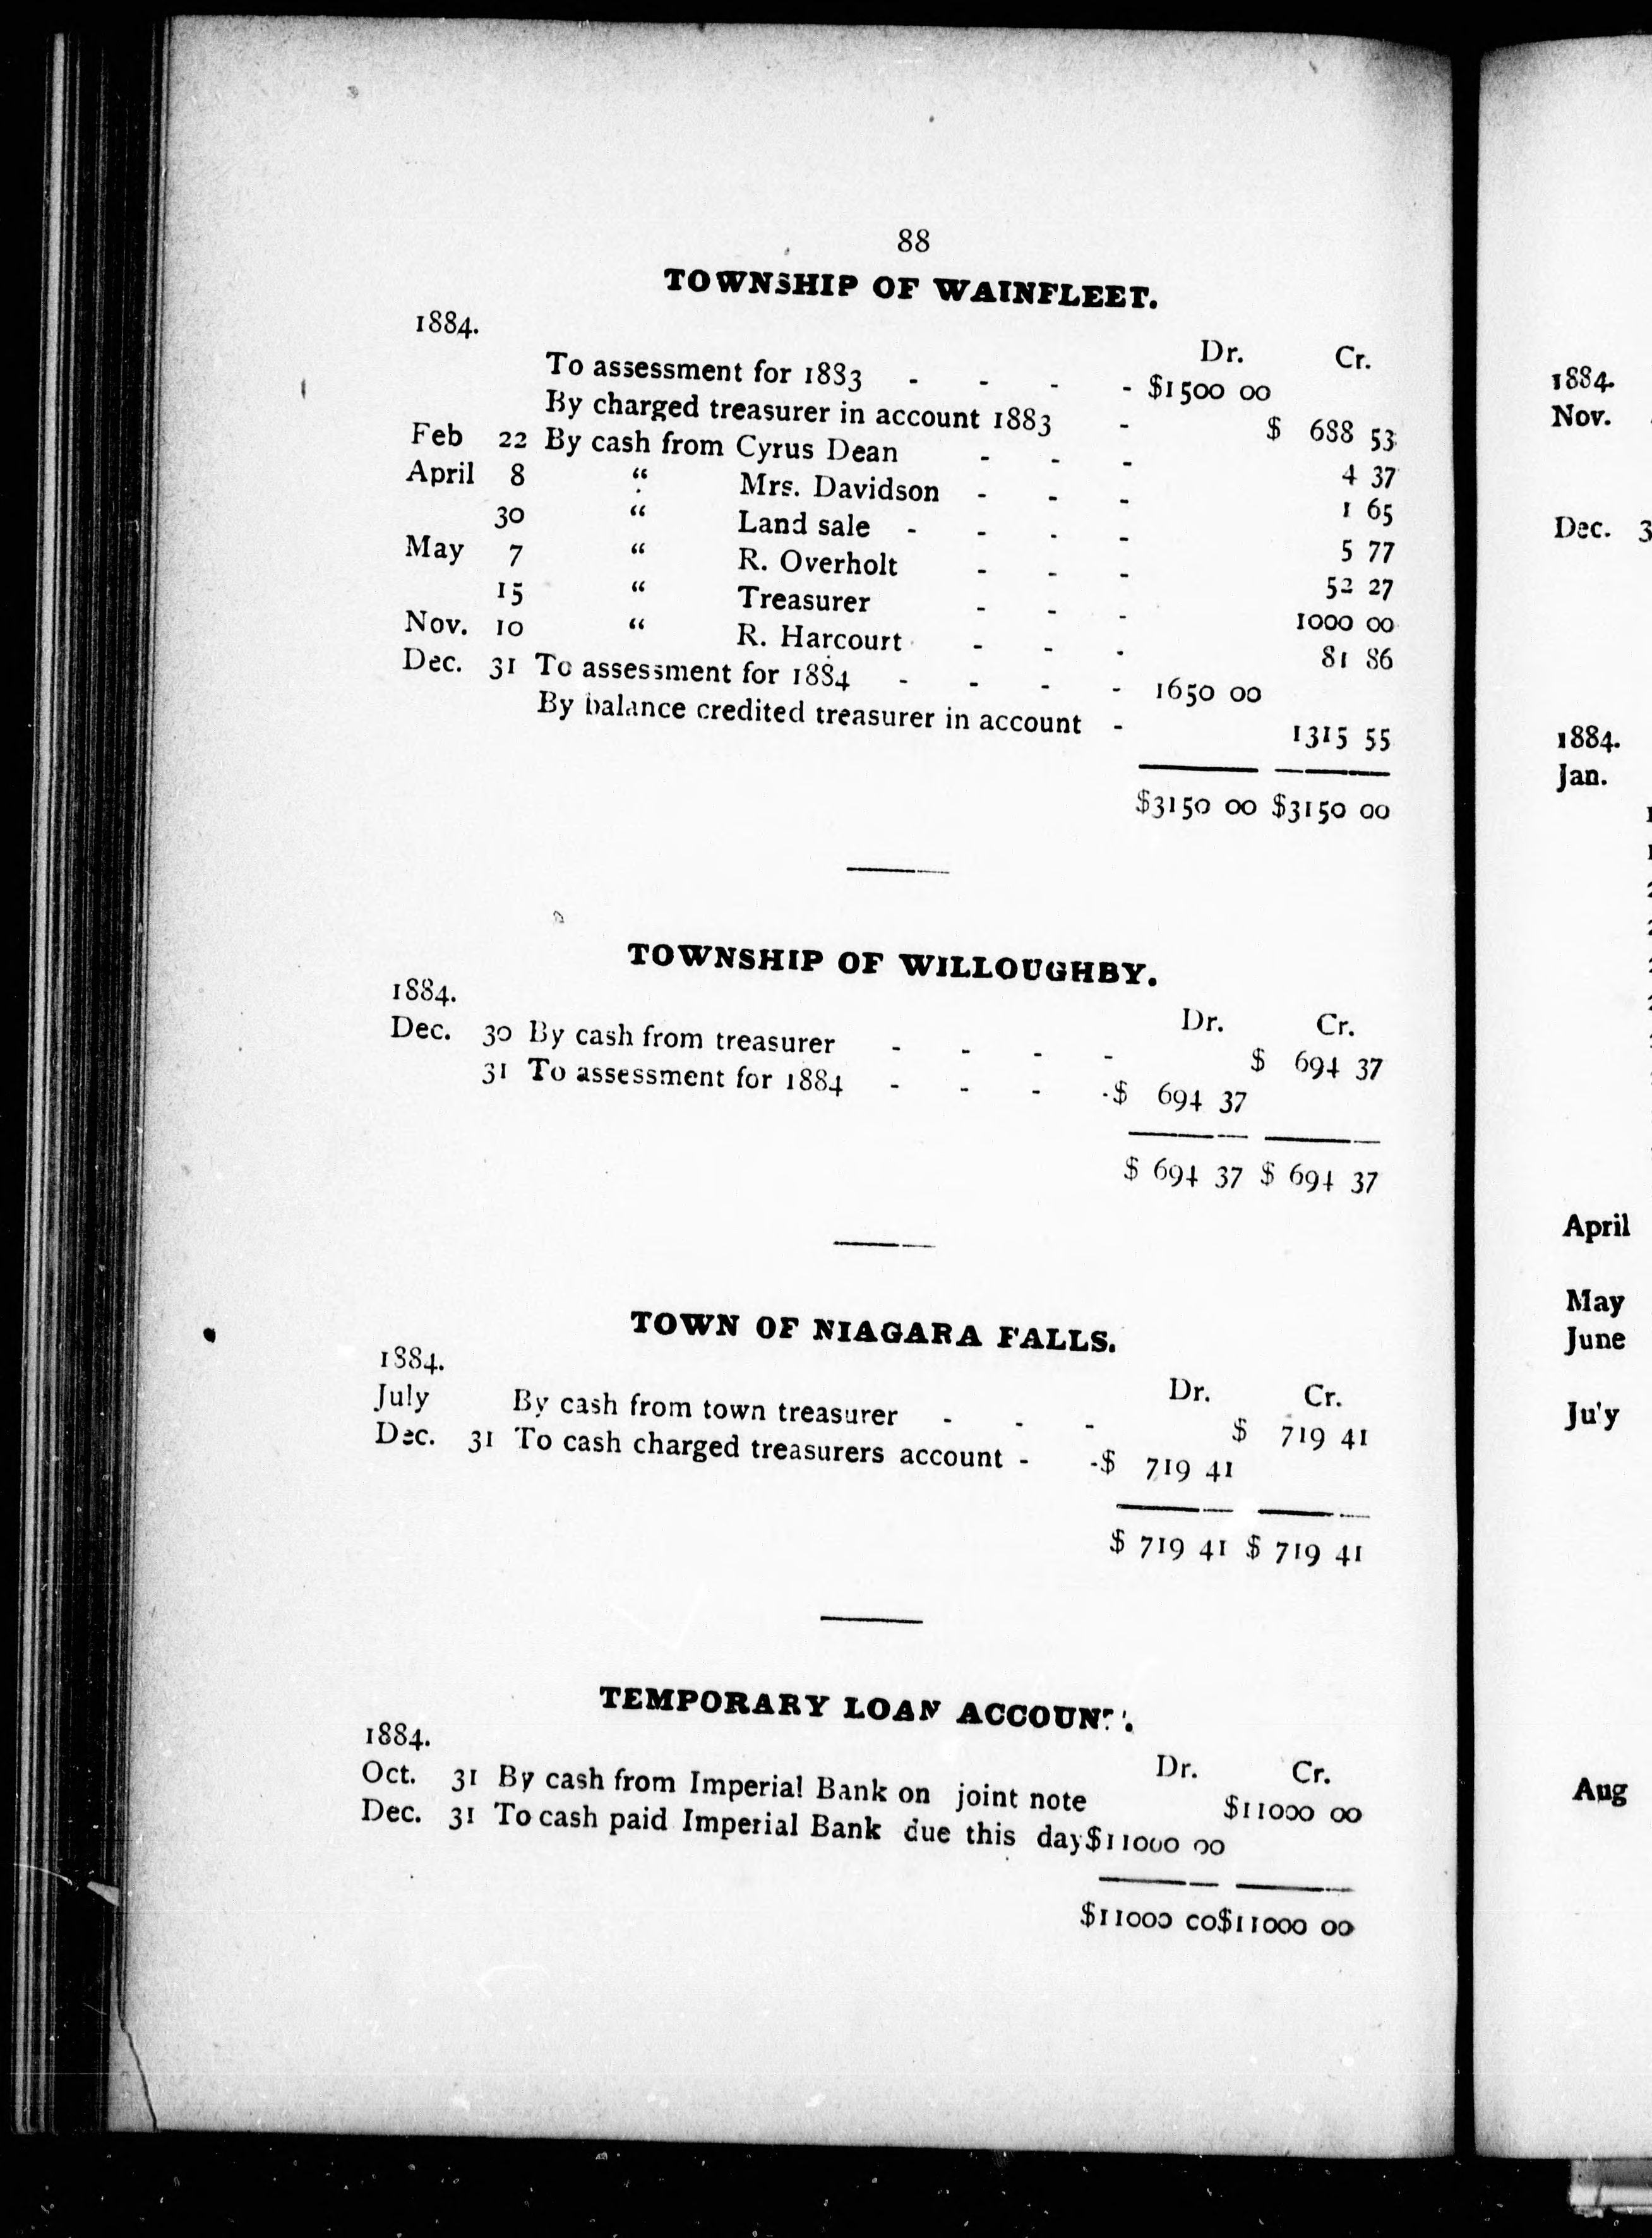 88
TOWNSHIP OF WAINFLEET.
1884.
Dr. Cr.
To assessment for 1883 - - - - $1500 00
By charged treasurer in account 1883 - $ 688 53
Feb 22 By cash from Cyrus Dean - - - 4 37
April 8 “ Mrs. Davidson - - - 1 65
30 “ Land sale - - - - 5 77
May 7 “ R. Overholt - - - 52 27
15 “ Treasurer - - - 1000 00
Nov. 10 “ R. Harcourt - - - 81 86
Dec. 31 To assessment for 1884 - - - - 1650 00
By balance credited treasurer in account - 1315 55
$3150 00 $3150 00
TOWNSHIP OF WILLOUGHBY.
1884.
Dr. Cr.
Dec. 30 By cash from treasurer - - - - $ 694 37
31 To assessment for 1884 - - - -$ 694 37
$ 694 37 $ 694 37
TOWN OF NIAGARA FALLS.
1884.
Dr. Cr.
July By cash from town treasurer - - - $ 719 41
Dec. 31 To cash charged treasurers account - -$ 719 41
$ 719 41 $ 719 41
TEMPORARY LOAN ACCOUNT.
1884.
Dr. Cr.
Oct. 31 By cash from Imperial Bank on joint note $11000 00
Dec. 31 To cash paid Imperial Bank due this day $11000 00
$11000 00 $11000 00
1884.
Nov.
Dec. 3
1884.
Jan.
April
May
June
July
Aug